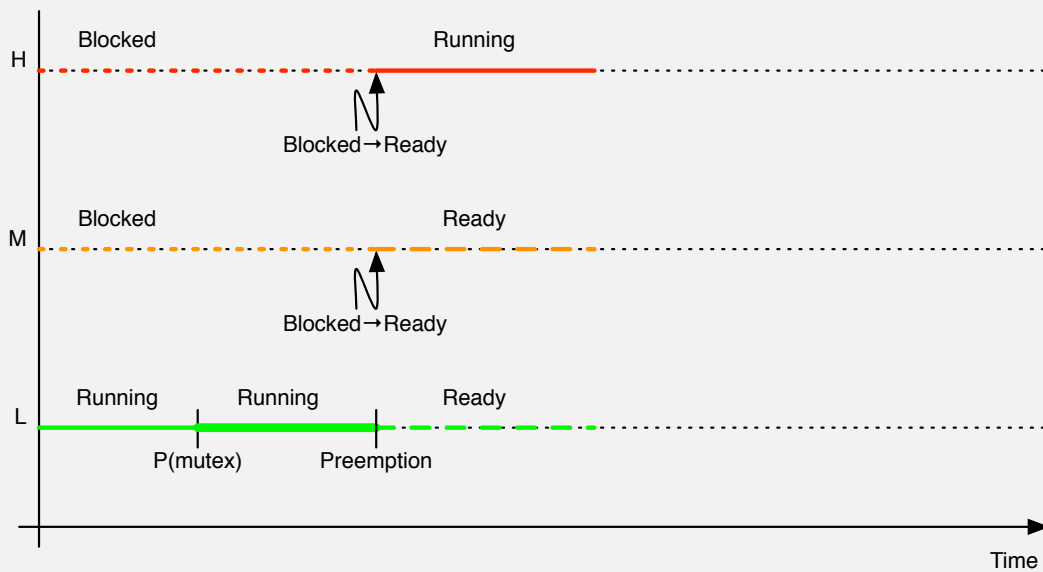 Blocked
Running
H
Blocked→Ready
Blocked
Ready
M
Blocked→Ready
Running
Running
Ready
L
P(mutex)
Preemption
Time